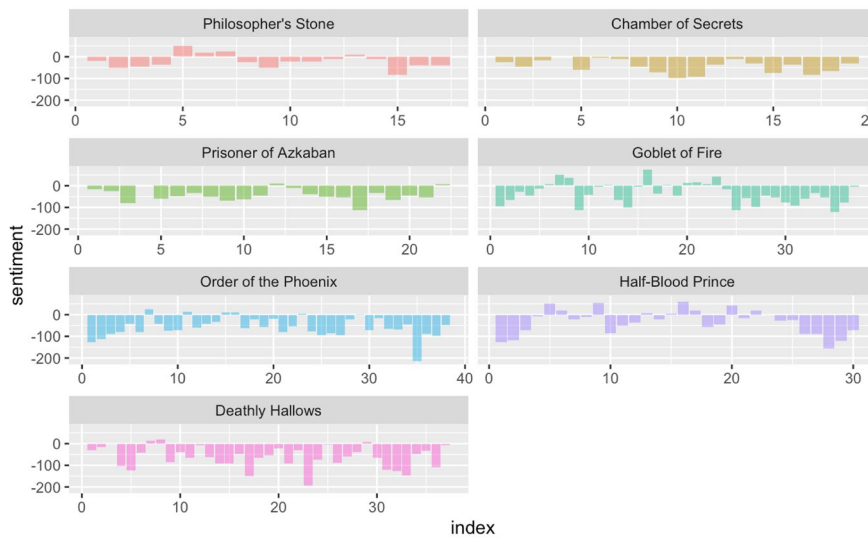 Philosopher's Stone
Chamber of Secrets
0
-100
-200
0 5 10 15
0 5 10 15 20
Prisoner of Azkaban
Goblet of Fire
0
-100
-200
0 5 10 15 20
0 10 20 30
Order of the Phoenix
Half-Blood Prince
0
-100
-200
0 10 20 30 40
0 10 20 30
Deathly Hallows
0
-100
-200
0 10 20 30
sentiment
index